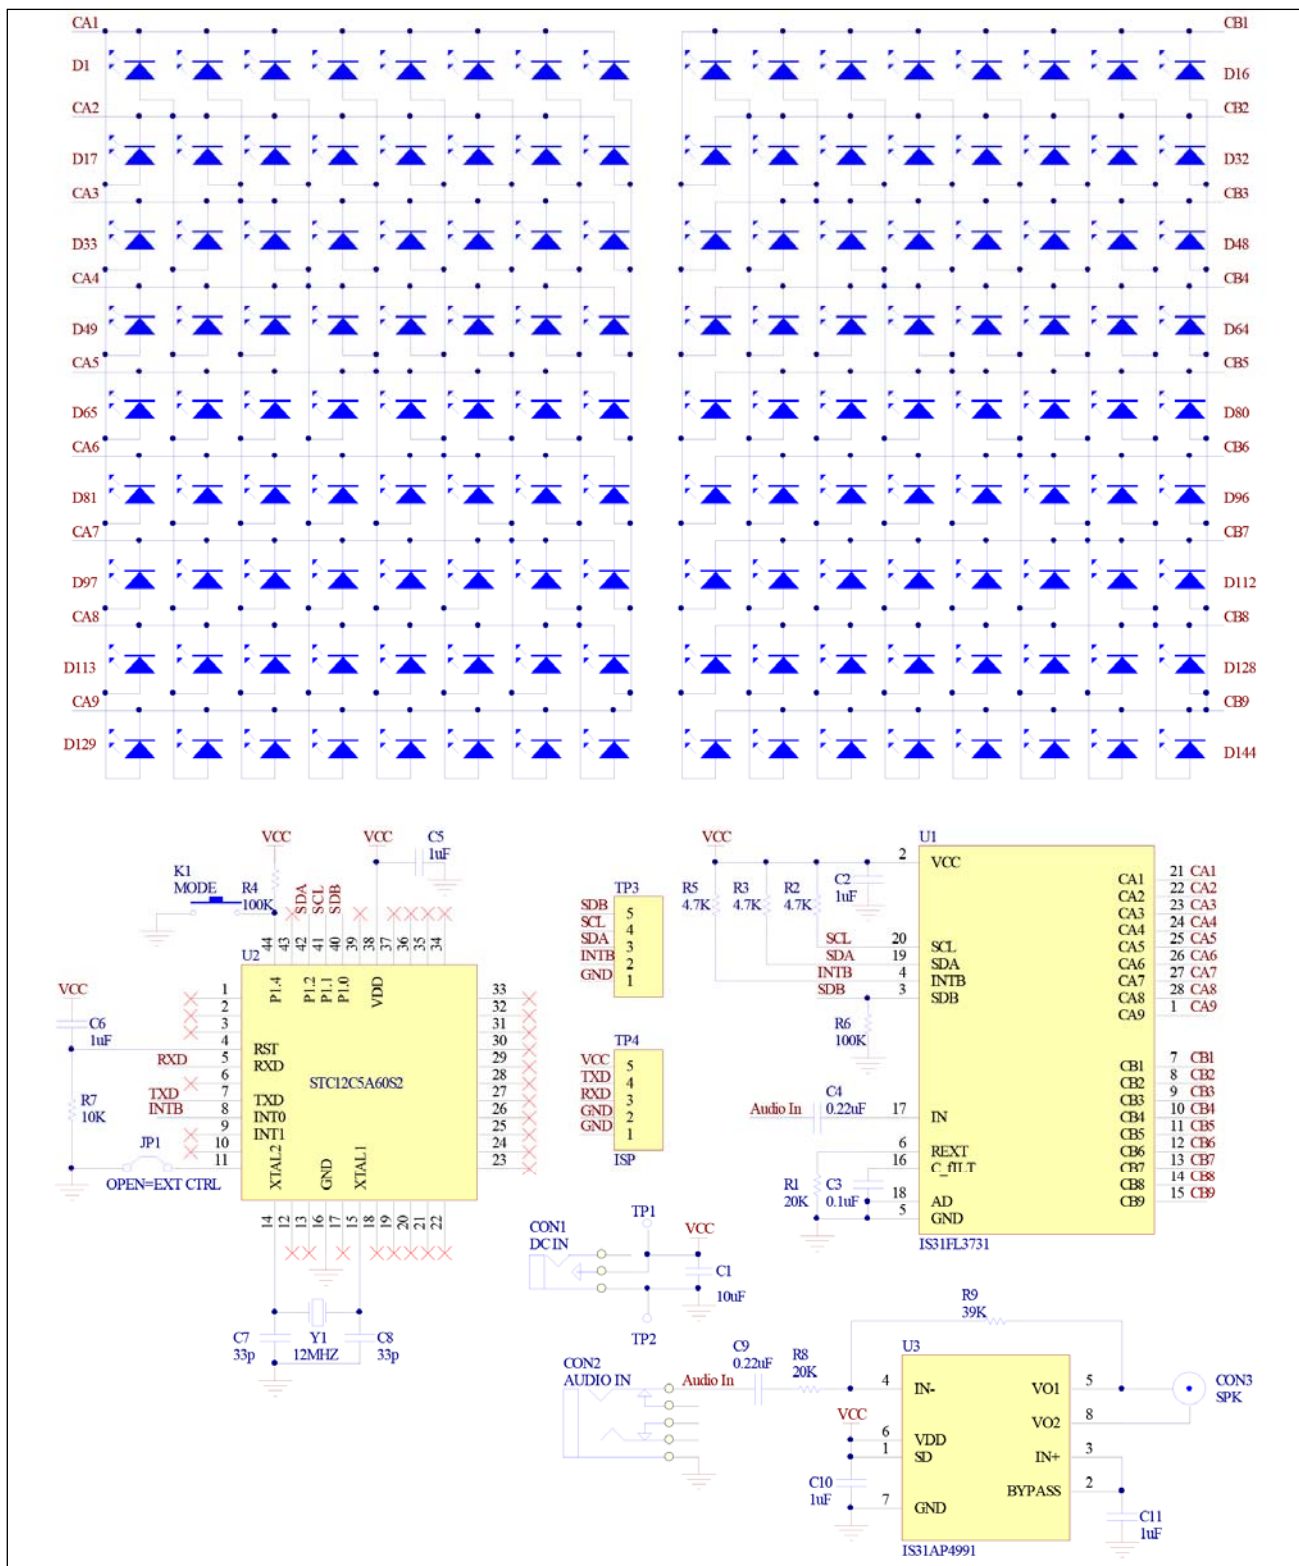 CA1 CB1
D1 D16
CA2 CB2
D17 D32
CA3 CB3
D33 D48
CA4 CB4
D49 D64
CA5 CB5
D65 D80
CA6 CB6
D81 D96
CA7 CB7
D97 D112
CA8 CB8
D113 D128
CA9 CB9
D129 D144
VCC
VCC
C5
1uF
K1
MODE
R4
100K
SDA
SCL
SDB
44
43
42
41
40
39
38
37
36
35
34
U2
P1.4
P1.2
P1.1
P1.0
VDD
VCC
C6
1uF
1
2
3
4
RST
RXD
5
RXD
6
TXD
7
TXD
INTB
8
INT0
9
INT1
10
11
STC12C5A60S2
33
32
31
30
29
28
27
26
25
24
23
R7
10K
JP1
OPEN=EXT CTRL
XTAL2
GND
XTAL1
14
12
13
16
17
15
18
19
20
21
22
C7
33p
Y1
12MHZ
C8
33p
TP3
SDB
5
SCL
4
SDA
3
INTB
2
GND
1
TP4
VCC
5
TXD
4
RXD
3
GND
2
GND
1
ISP
VCC
R5
4.7K
R3
4.7K
R2
4.7K
C2
1uF
U1
2
VCC
SCL
20
SCL
SDA
19
SDA
INTB
4
INTB
SDB
3
SDB
R6
100K
C4
0.22uF
Audio In
17
IN
6
REXT
16
C_fILT
R1
20K
C3
0.1uF
18
AD
5
GND
IS31FL3731
CA1 21 CA1
CA2 22 CA2
CA3 23 CA3
CA4 24 CA4
CA5 25 CA5
CA6 26 CA6
CA7 27 CA7
CA8 28 CA8
CA9 1 CA9
CB1 7 CB1
CB2 8 CB2
CB3 9 CB3
CB4 10 CB4
CB5 11 CB5
CB6 12 CB6
CB7 13 CB7
CB8 14 CB8
CB9 15 CB9
TP1
CON1
DC IN
VCC
C1
10uF
TP2
CON2
AUDIO IN
Audio In
C9
0.22uF
R8
20K
R9
39K
U3
4
IN-
VO1
5
CON3
SPK
VO2
8
VCC
6
VDD
1
SD
IN+
3
BYPASS
2
C10
1uF
7
GND
C11
1uF
IS31AP4991